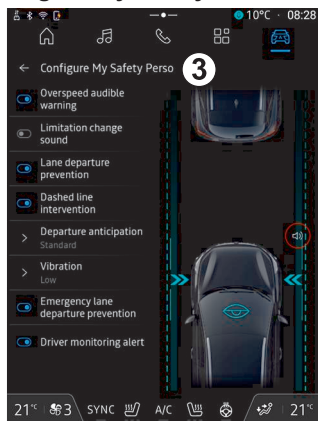 10°C · 08:28
← Configure My Safety Perso
3
Overspeed audible
warning
Limitation change
sound
Lane departure
prevention
Dashed line
intervention
Departure anticipation
Standard
Vibration
Low
Emergency lane
departure prevention
Driver monitoring alert
21°C 3 SYNC A/C 21°C